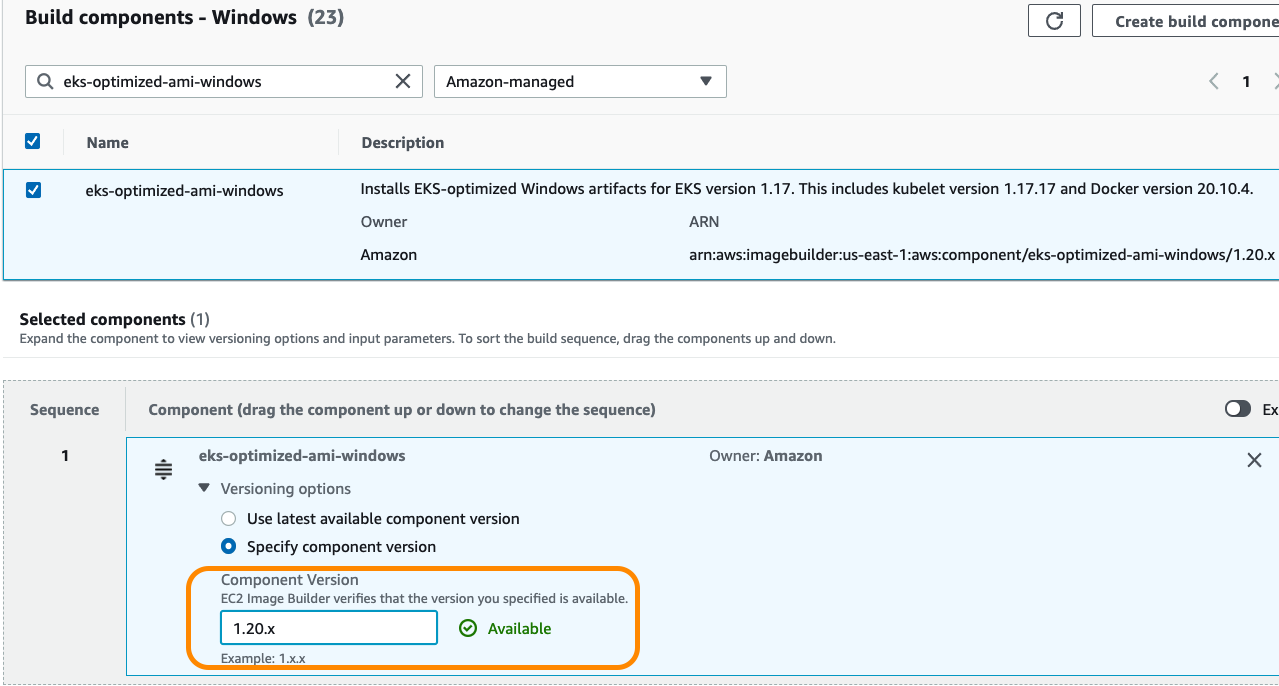 Build components - Windows (23)
Create build compone
eks-optimized-ami-windows
Amazon-managed
1
Name
Description
eks-optimized-ami-windows
Installs EKS-optimized Windows artifacts for EKS version 1.17. This includes kubelet version 1.17.17 and Docker version 20.10.4.
Owner
ARN
Amazon
arn:aws:imagebuilder:us-east-1:aws:component/eks-optimized-ami-windows/1.20.x
Selected components (1)
Expand the component to view versioning options and input parameters. To sort the build sequence, drag the components up and down.
Sequence
Component (drag the component up or down to change the sequence)
Ex
1
eks-optimized-ami-windows
Owner: Amazon
Versioning options
Use latest available component version
Specify component version
Component Version
EC2 Image Builder verifies that the version you specified is available.
1.20.x
Available
Example: 1.x.x